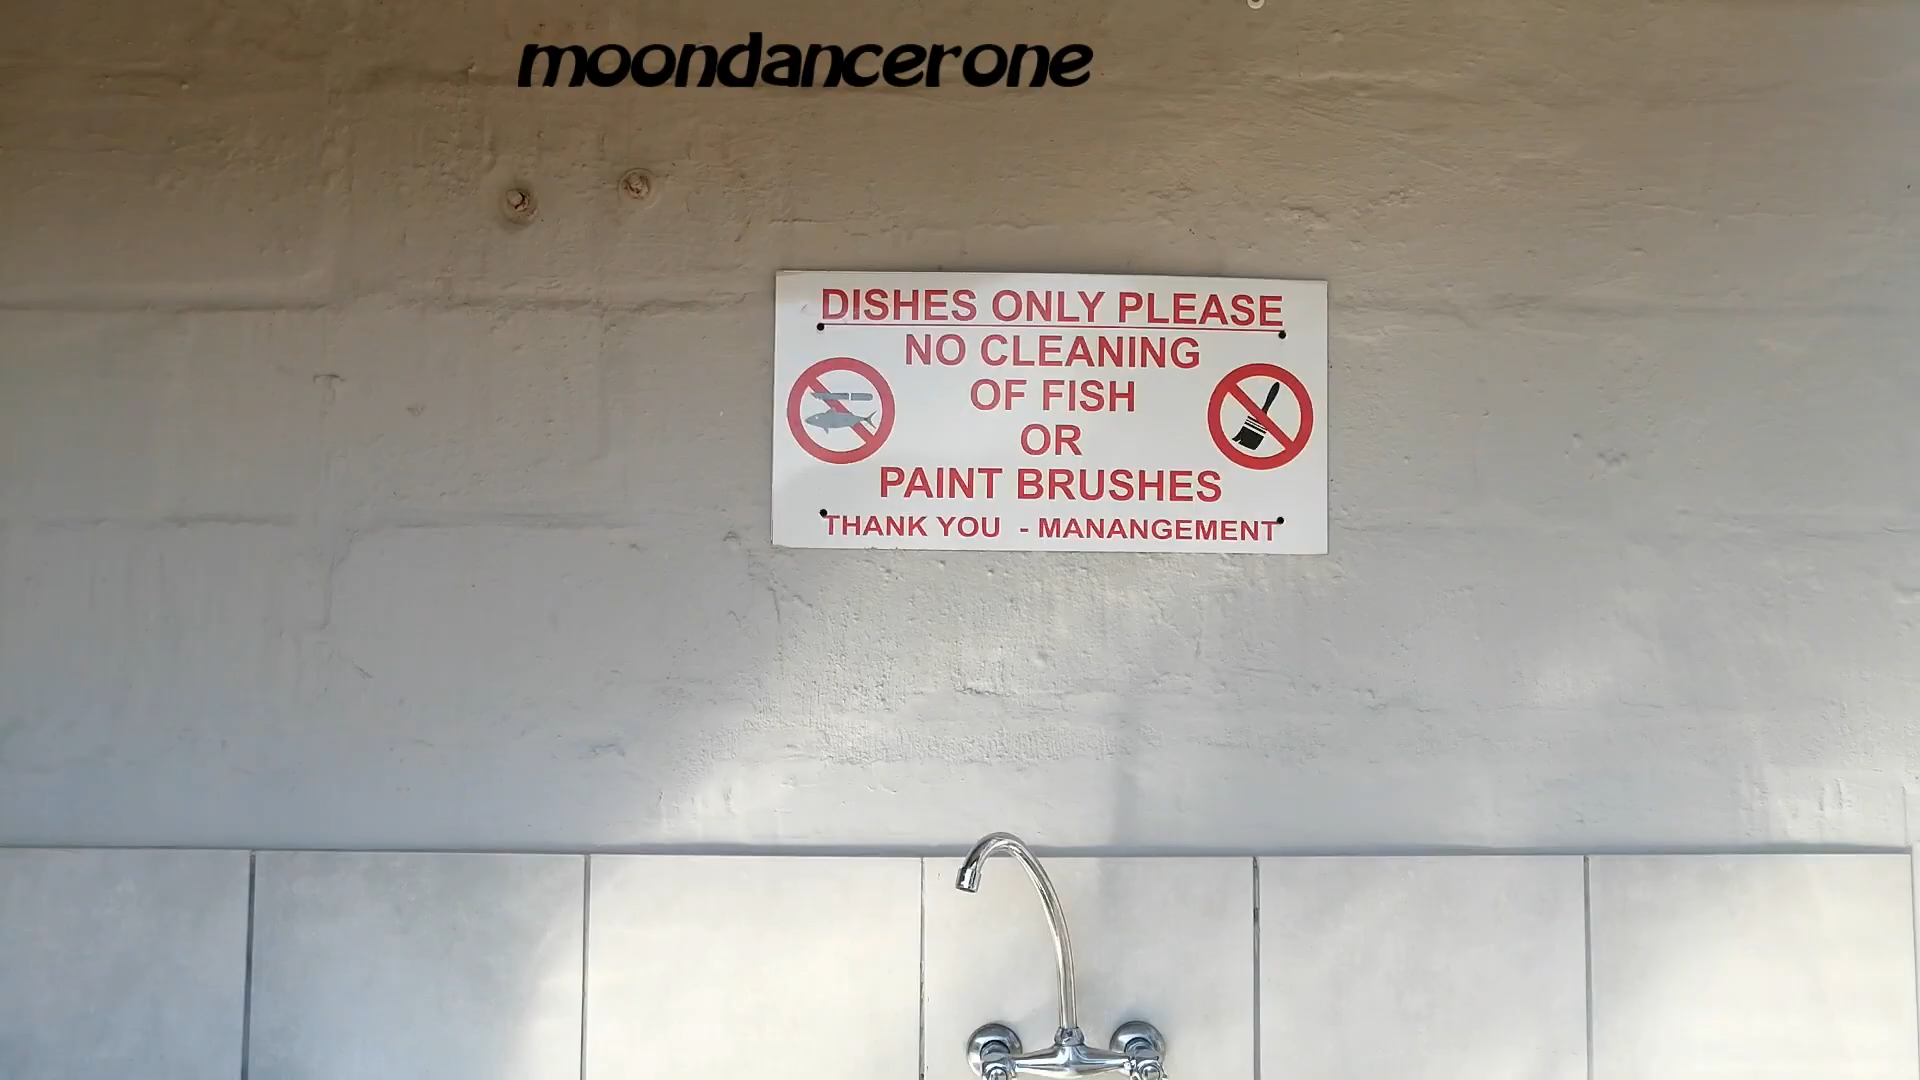 moondancerone
DISHES ONLY PLEASE
NO CLEANING
OF FISH
OR
PAINT BRUSHES
THANK YOU - MANANGEMENT